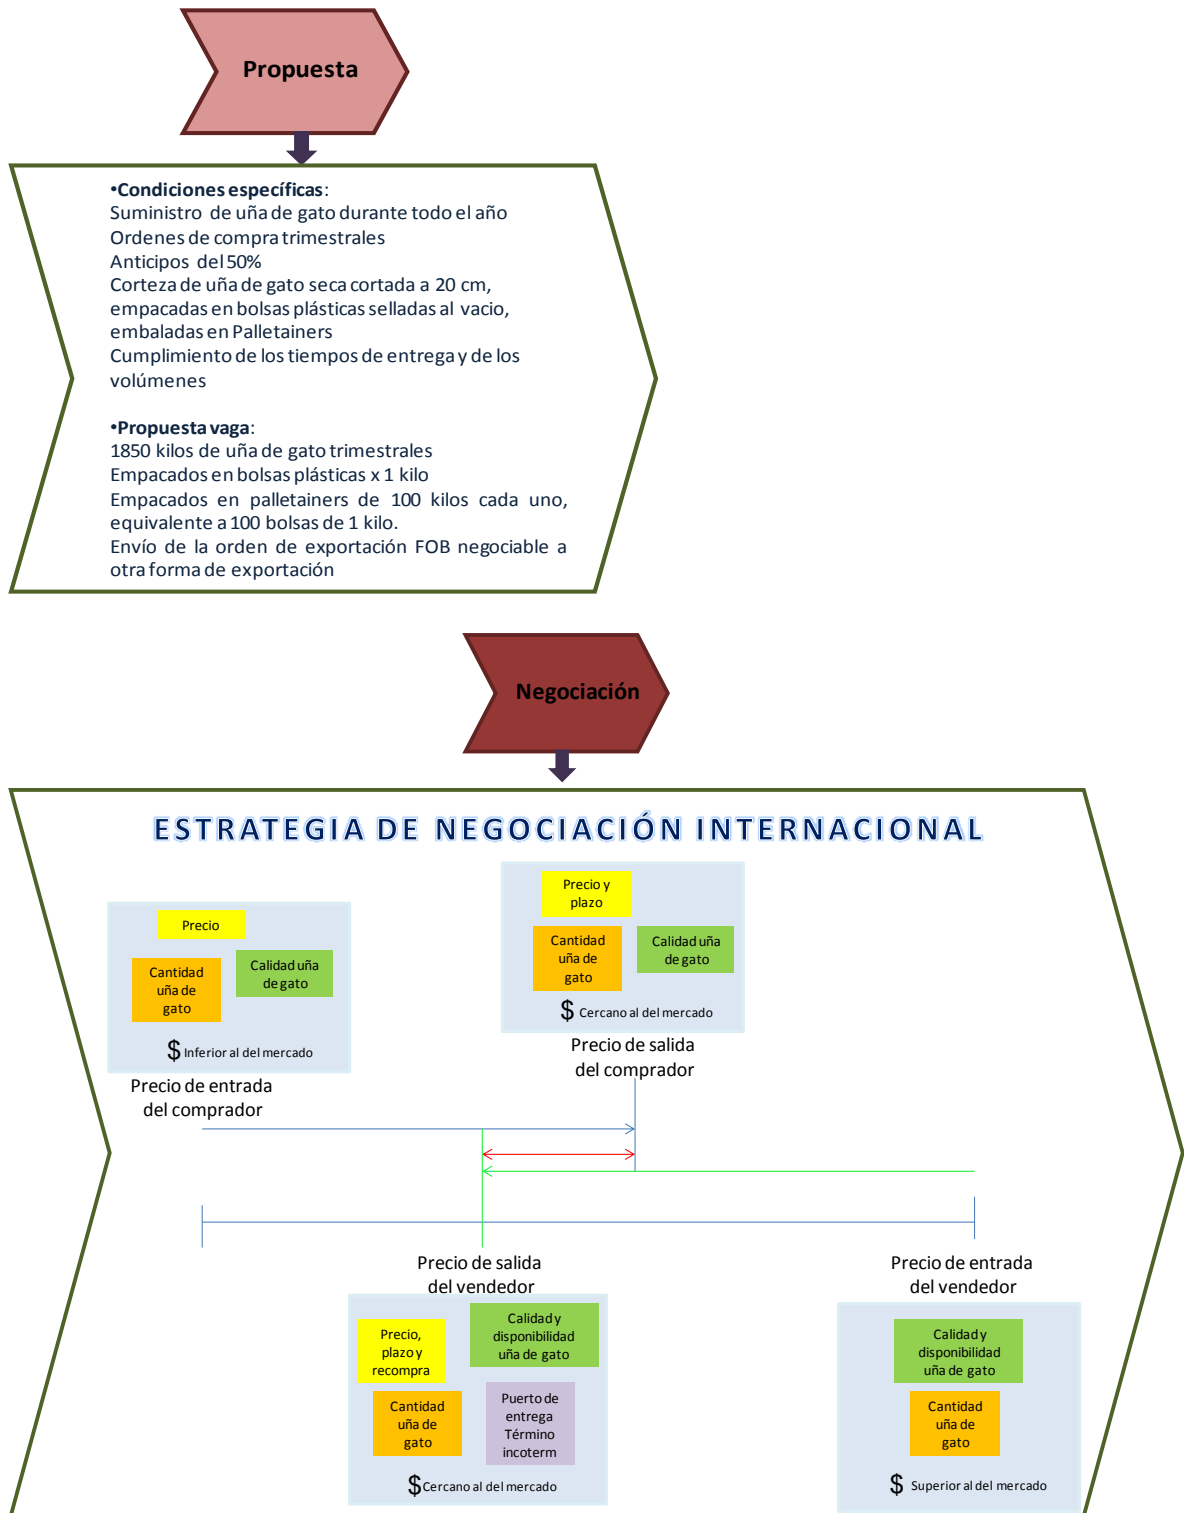 Propuesta
•Condiciones específicas:
Suministro de uña de gato durante todo el año
Ordenes de compra trimestrales
Anticipos del 50%
Corteza de uña de gato seca cortada a 20 cm,
empacadas en bolsas plásticas selladas al vacio,
embaladas en Palletainers
Cumplimiento de los tiempos de entrega y de los
volúmenes
•Propuesta vaga:
1850 kilos de uña de gato trimestrales
Empacados en bolsas plásticas x 1 kilo
Empacados en palletainers de 100 kilos cada uno,
equivalente a 100 bolsas de 1 kilo.
Envío de la orden de exportación FOB negociable a
otra forma de exportación
Negociación
ESTRATEGIA DE NEGOCIACIÓN INTERNACIONAL
Precio
Cantidad
uña de
gato
Calidad uña
de gato
$ Inferior al del mercado
Precio de entrada
del comprador
Precio y
plazo
Cantidad
uña de
gato
Calidad uña
de gato
$ Cercano al del mercado
Precio de salida
del comprador
Precio de salida
del vendedor
Precio,
plazo y
recompra
Calidad y
disponibilidad
uña de gato
Cantidad
uña de
gato
Puerto de
entrega
Término
incoterm
$ Cercano al del mercado
Precio de entrada
del vendedor
Calidad y
disponibilidad
uña de gato
Cantidad
uña de
gato
$ Superior al del mercado